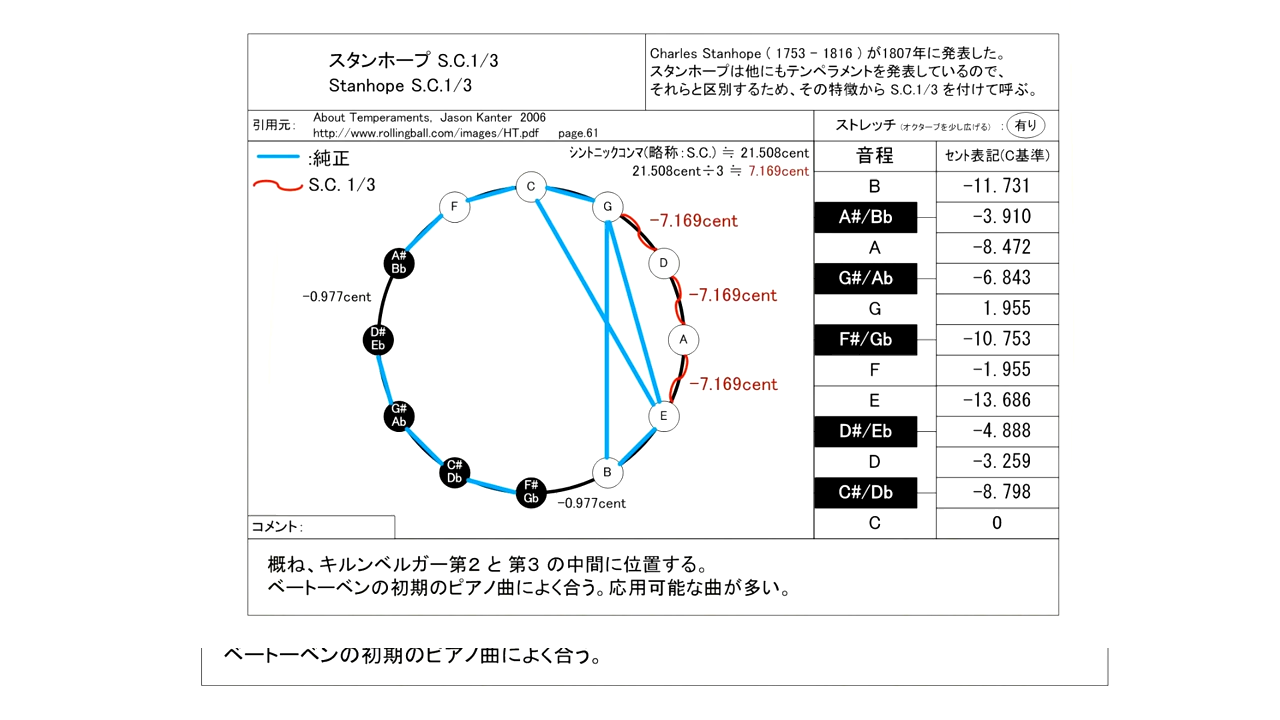 スタンホープ S.C.1/3
Stanhope S.C.1/3
Charles Stanhope ( 1753 - 1816 ) が1807年に発表した。
スタンホープは他にもテンペラメントを発表しているので、
それらと区別するため、その特徴から S.C.1/3 を付けて呼ぶ。
引用元:
About Temperaments, Jason Kanter 2006
http://www.rollingball.com/images/HT.pdf page.61
ストレッチ (オクターブを少し広げる) : 有り
:純正
S.C. 1/3
シントニックコンマ(略称:S.C.) ≒ 21.508cent
21.508cent÷3 ≒ 7.169cent
音程 セント表記(C基準)
B -11.731
A#/Bb -3.910
A -8.472
G#/Ab -6.843
G 1.955
F#/Gb -10.753
F -1.955
E -13.686
D#/Eb -4.888
D -3.259
C#/Db -8.798
C 0
C
G
-7.169cent
D
-7.169cent
A
-7.169cent
E
B
-0.977cent
F#
Gb
C#
Db
G#
Ab
D#
Eb
-0.977cent
A#
Bb
F
コメント:
概ね、キルンベルガー第2 と 第3 の中間に位置する。
ベートーベンの初期のピアノ曲によく合う。応用可能な曲が多い。
ベートーベンの初期のピアノ曲によく合う。